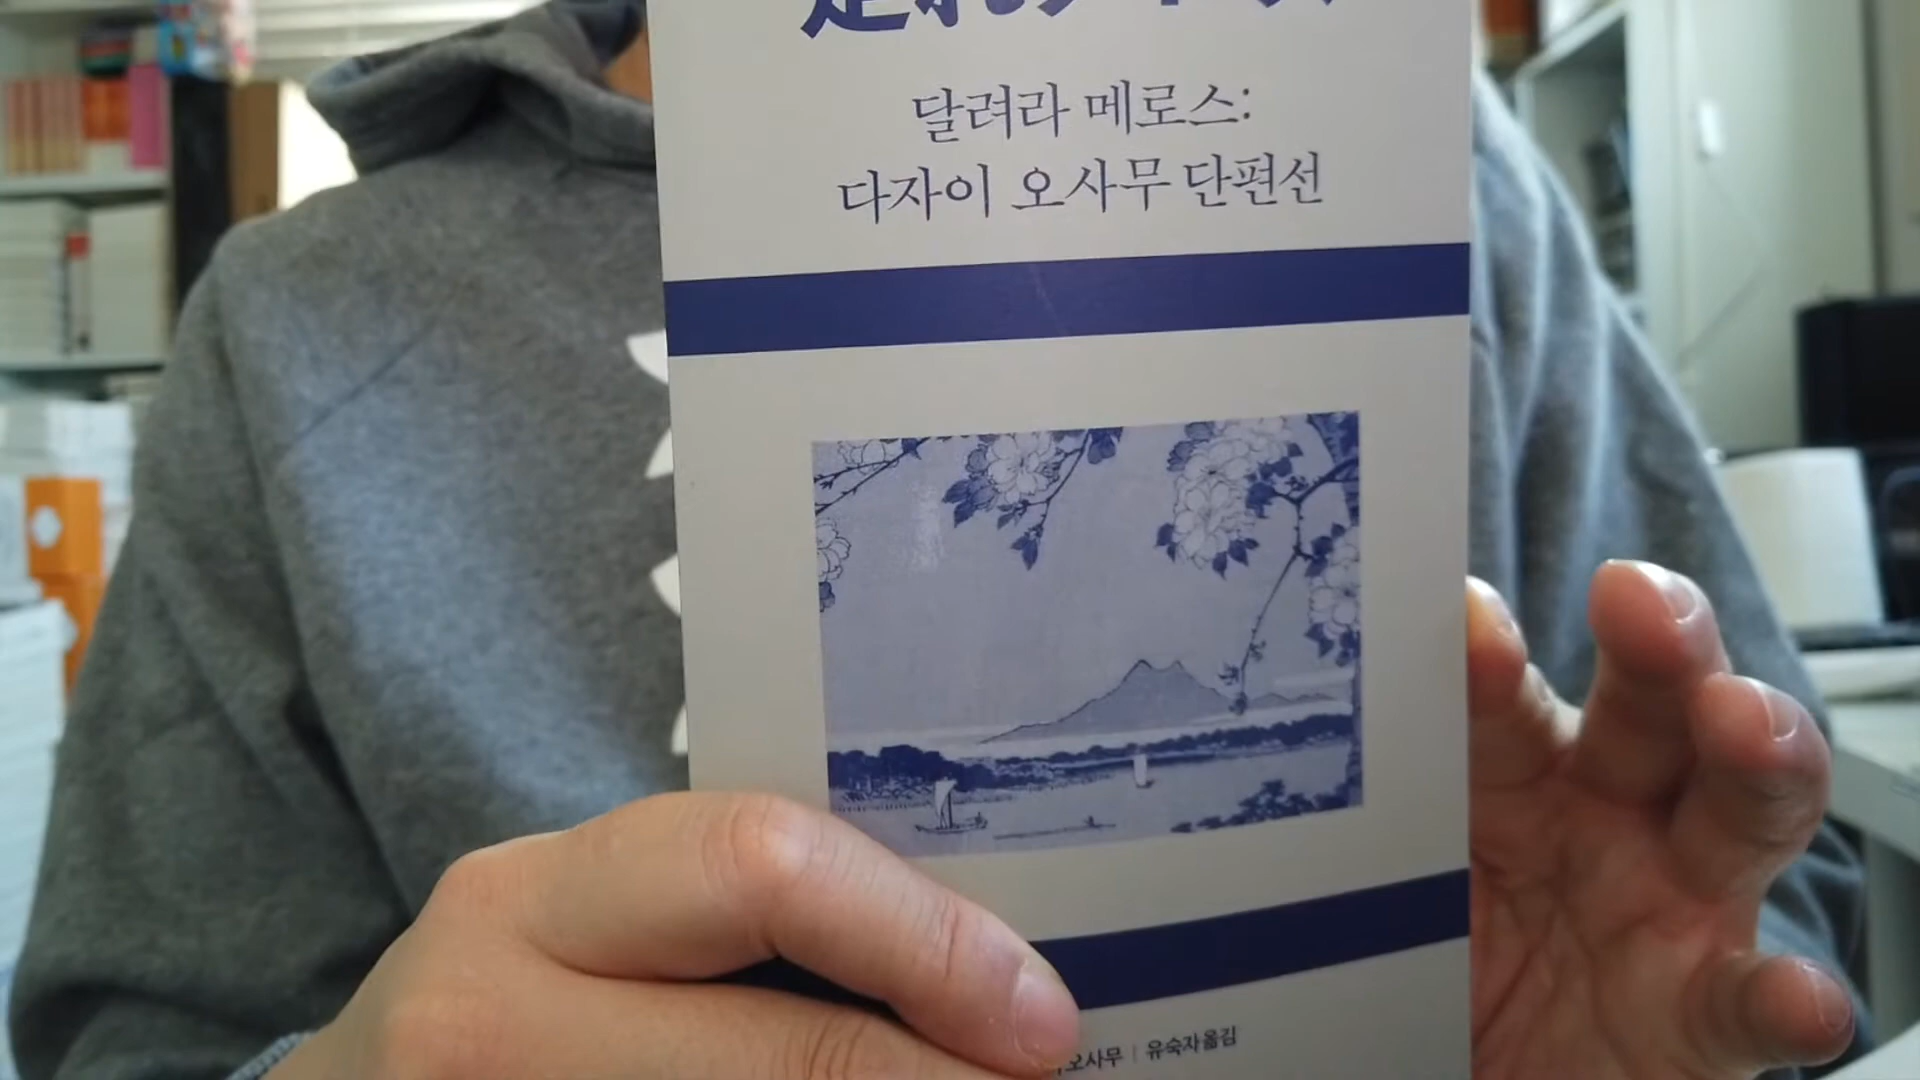 달려라 메로스:
다자이 오사무 단편선
오사무 | 유숙자 옮김